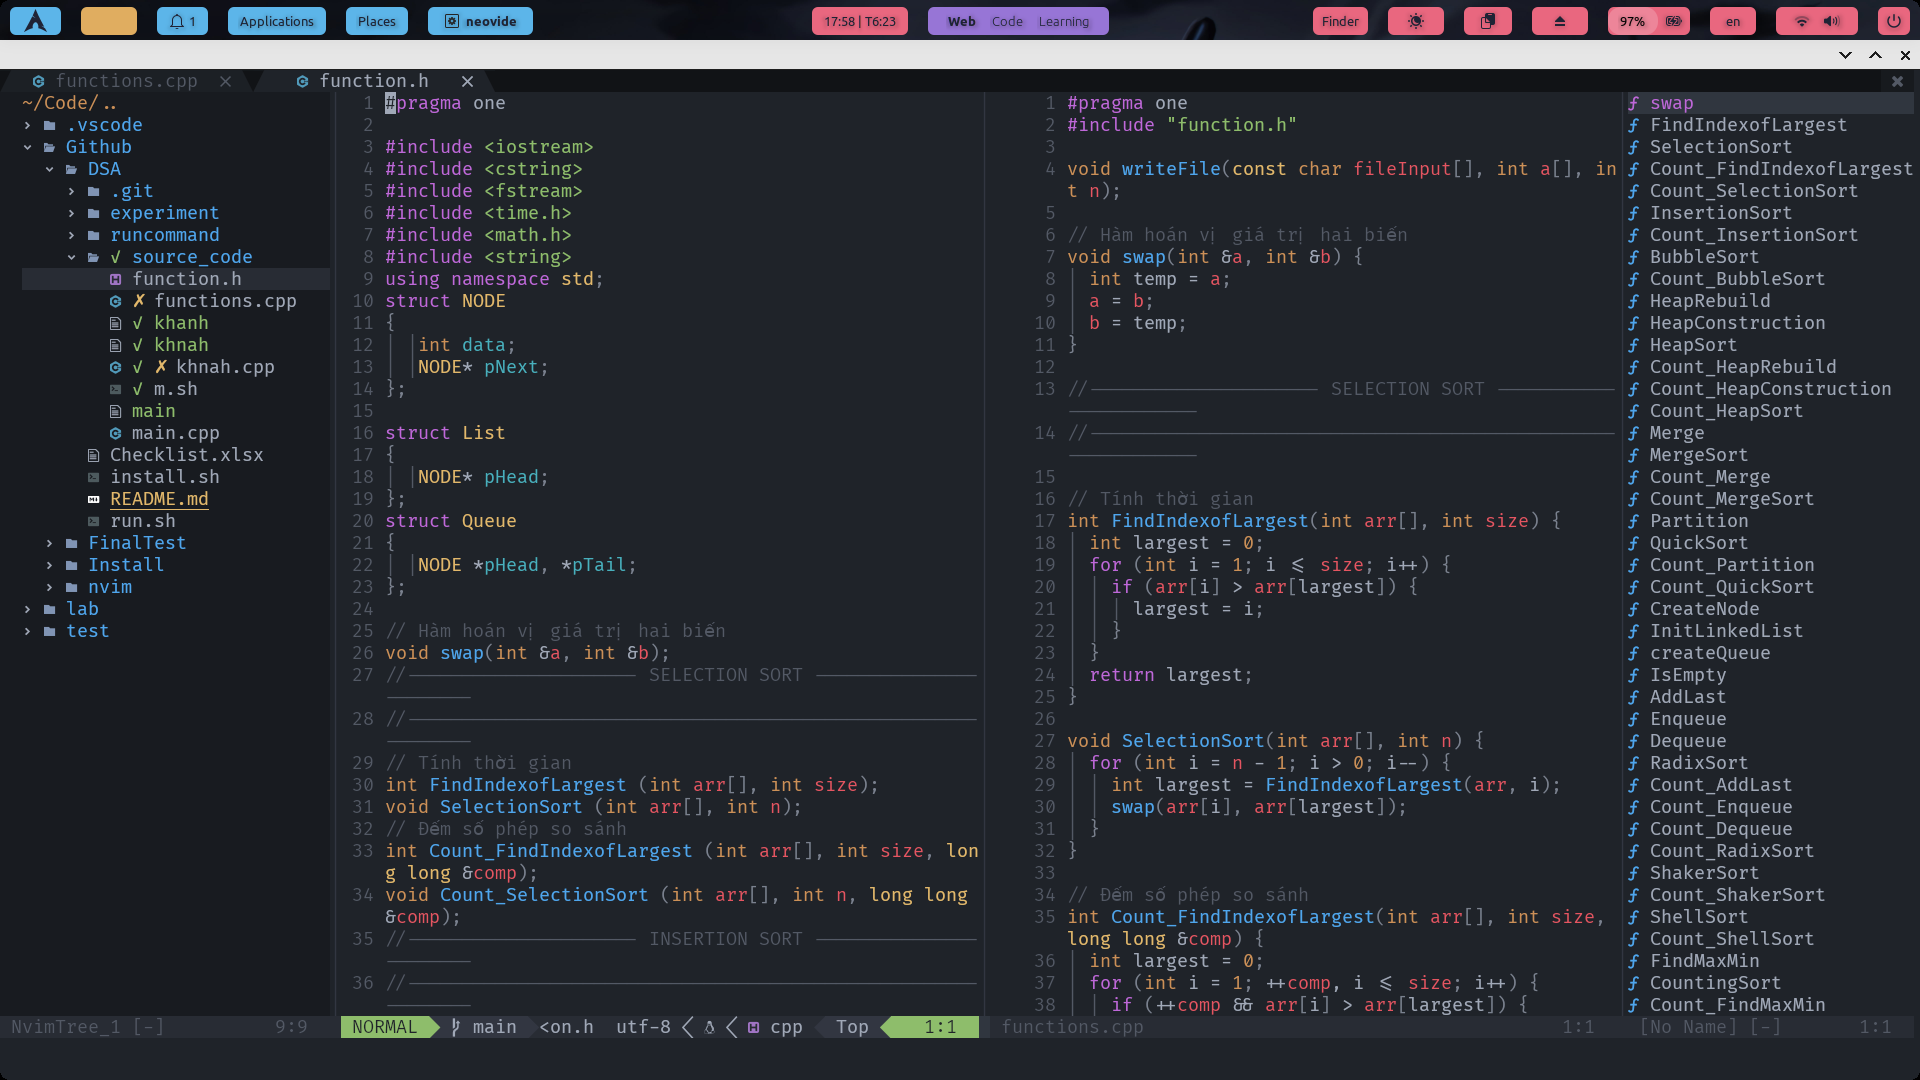 1 Applications Places neovide 17:58 | T6:23 Web Code Learning Finder 97% en
functions.cpp function.h
~/Code/..
.vscode
Github
DSA
.git
experiment
runcommand
✓ source_code
function.h
✗ functions.cpp
✓ khanh
✓ khnah
✓ ✗ khnah.cpp
✓ m.sh
main
main.cpp
Checklist.xlsx
install.sh
README.md
run.sh
FinalTest
Install
nvim
lab
test
NvimTree_1 [-] 9:9
1 #pragma one
2
3 #include <iostream>
4 #include <cstring>
5 #include <fstream>
6 #include <time.h>
7 #include <math.h>
8 #include <string>
9 using namespace std;
10 struct NODE
11 {
12 int data;
13 NODE* pNext;
14 };
15
16 struct List
17 {
18 NODE* pHead;
19 };
20 struct Queue
21 {
22 NODE *pHead, *pTail;
23 };
24
25 // Hàm hoán vị giá trị hai biến
26 void swap(int &a, int &b);
27 //--------------------- SELECTION SORT ---------------
--------
28 //----------------------------------------------------
--------
29 // Tính thời gian
30 int FindIndexofLargest (int arr[], int size);
31 void SelectionSort (int arr[], int n);
32 // Đếm số phép so sánh
33 int Count_FindIndexofLargest (int arr[], int size, lon
g long &comp);
34 void Count_SelectionSort (int arr[], int n, long long
&comp);
35 //--------------------- INSERTION SORT ---------------
--------
36 //----------------------------------------------------
--------
NORMAL main <on.h utf-8 cpp Top 1:1
1 #pragma one
2 #include "function.h"
3
4 void writeFile(const char fileInput[], int a[], in
t n);
5
6 // Hàm hoán vị giá trị hai biến
7 void swap(int &a, int &b) {
8 int temp = a;
9 a = b;
10 b = temp;
11 }
12
13 //--------------------- SELECTION SORT -----------
------------
14 //------------------------------------------------
------------
15
16 // Tính thời gian
17 int FindIndexofLargest(int arr[], int size) {
18 int largest = 0;
19 for (int i = 1; i <= size; i++) {
20 if (arr[i] > arr[largest]) {
21 largest = i;
22 }
23 }
24 return largest;
25 }
26
27 void SelectionSort(int arr[], int n) {
28 for (int i = n - 1; i > 0; i--) {
29 int largest = FindIndexofLargest(arr, i);
30 swap(arr[i], arr[largest]);
31 }
32 }
33
34 // Đếm số phép so sánh
35 int Count_FindIndexofLargest(int arr[], int size,
long long &comp) {
36 int largest = 0;
37 for (int i = 1; ++comp, i <= size; i++) {
38 if (++comp && arr[i] > arr[largest]) {
functions.cpp 1:1
swap
FindIndexofLargest
SelectionSort
Count_FindIndexofLargest
Count_SelectionSort
InsertionSort
Count_InsertionSort
BubbleSort
Count_BubbleSort
HeapRebuild
HeapConstruction
HeapSort
Count_HeapRebuild
Count_HeapConstruction
Count_HeapSort
Merge
MergeSort
Count_Merge
Count_MergeSort
Partition
QuickSort
Count_Partition
Count_QuickSort
CreateNode
InitLinkedList
createQueue
IsEmpty
AddLast
Enqueue
Dequeue
RadixSort
Count_AddLast
Count_Enqueue
Count_Dequeue
Count_RadixSort
ShakerSort
Count_ShakerSort
ShellSort
Count_ShellSort
FindMaxMin
CountingSort
Count_FindMaxMin
[No Name] [-] 1:1